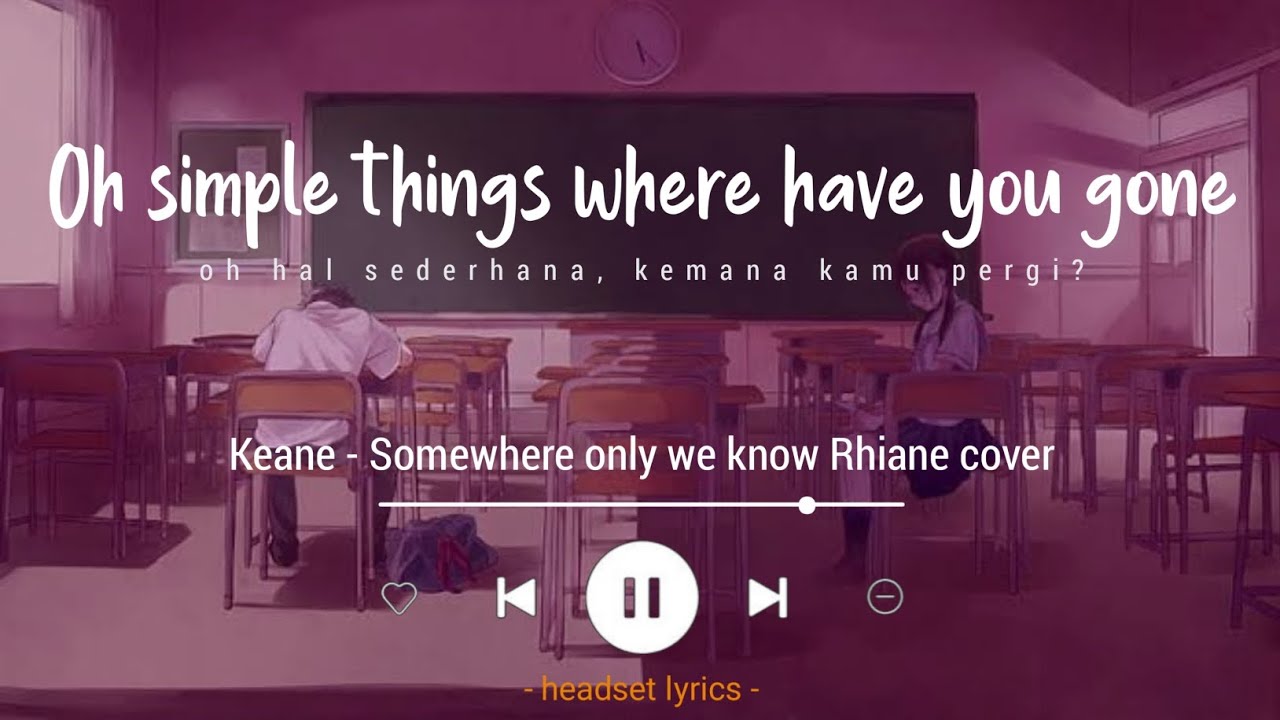 Oh simple things where have you gone
oh hal sederhana, kemana kamu pergi?
Keane - Somewhere only we know Rhiane cover
- headset lyrics -